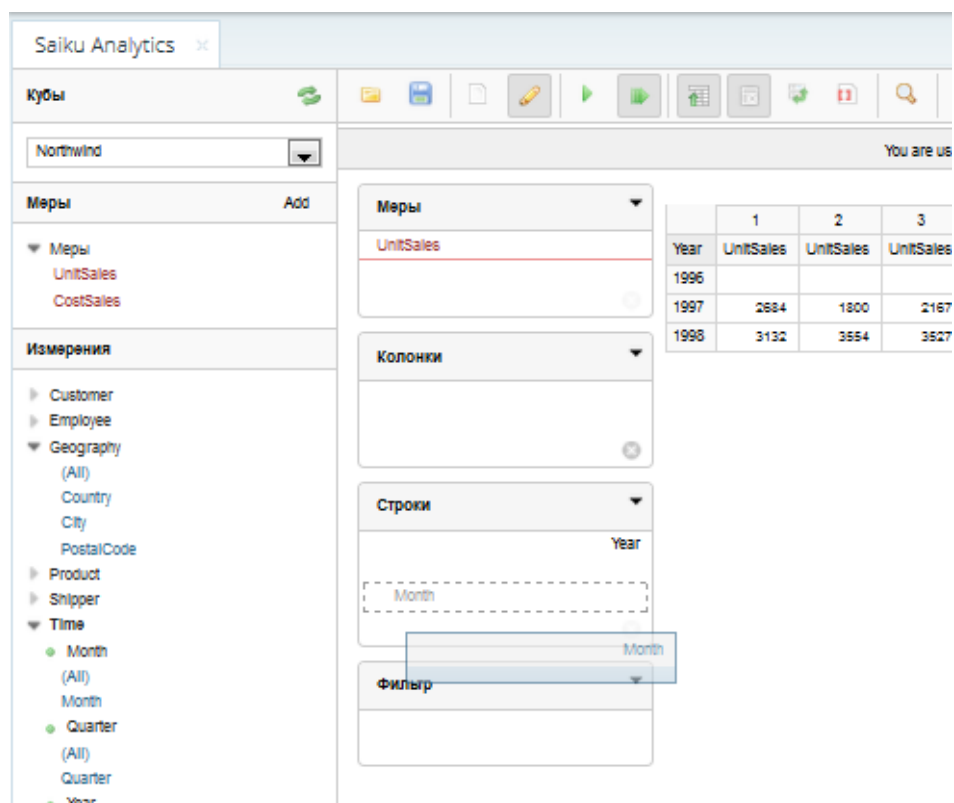 Saiku Analytics
Кубы
Northwind
You are us
Меры Add
Меры
UnitSales
CostSales
Измерения
Customer
Employee
Geography
(All)
Country
City
PostalCode
Product
Shipper
Time
Month
(All)
Month
Quarter
(All)
Quarter
Year
Меры
UnitSales
Колонки
Строки
Year
Month
Month
Фильтр
1 2 3
Year UnitSales UnitSales UnitSales
1996
1997 2684 1800 2167
1998 3132 3554 3527